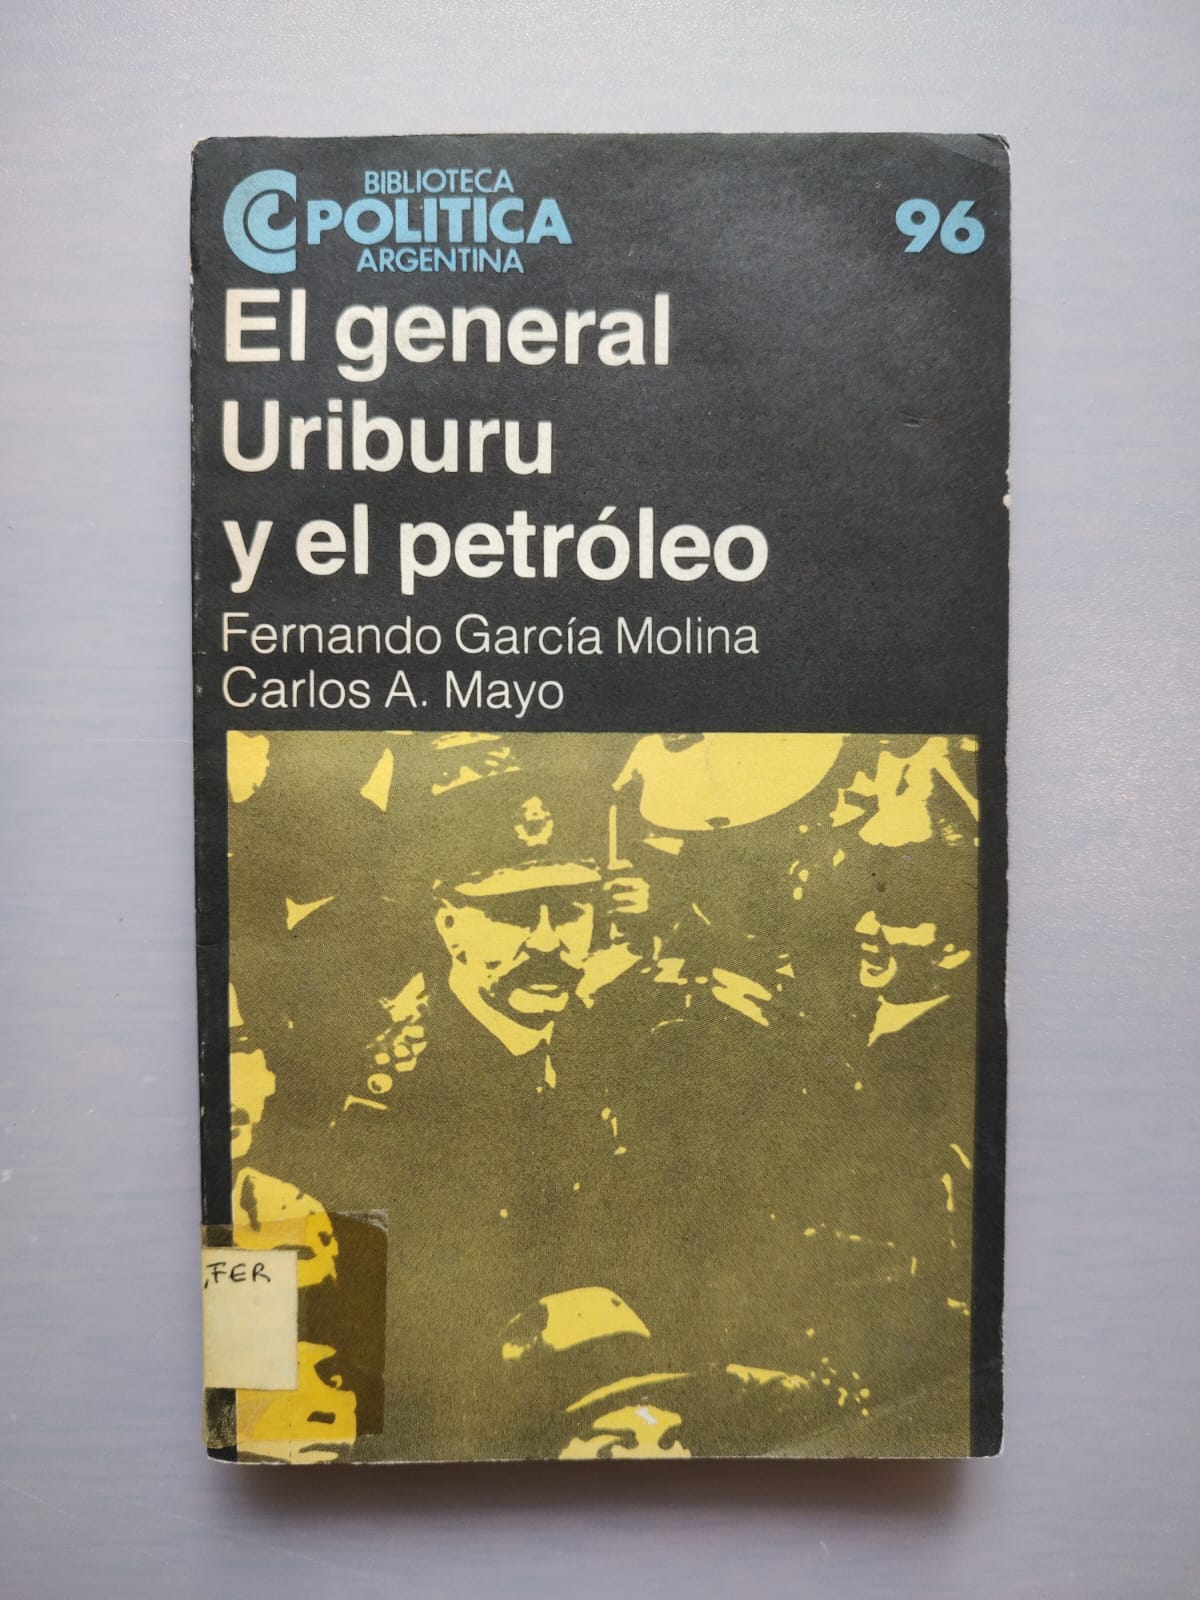 BIBLIOTECA
POLITICA
ARGENTINA
96
El general
Uriburu
y el petróleo
Fernando García Molina
Carlos A. Mayo
,FER